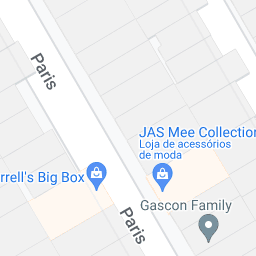 Paris
JAS Mee Collection
Loja de acessórios
de moda
rrell's Big Box
Gascon Family
Paris